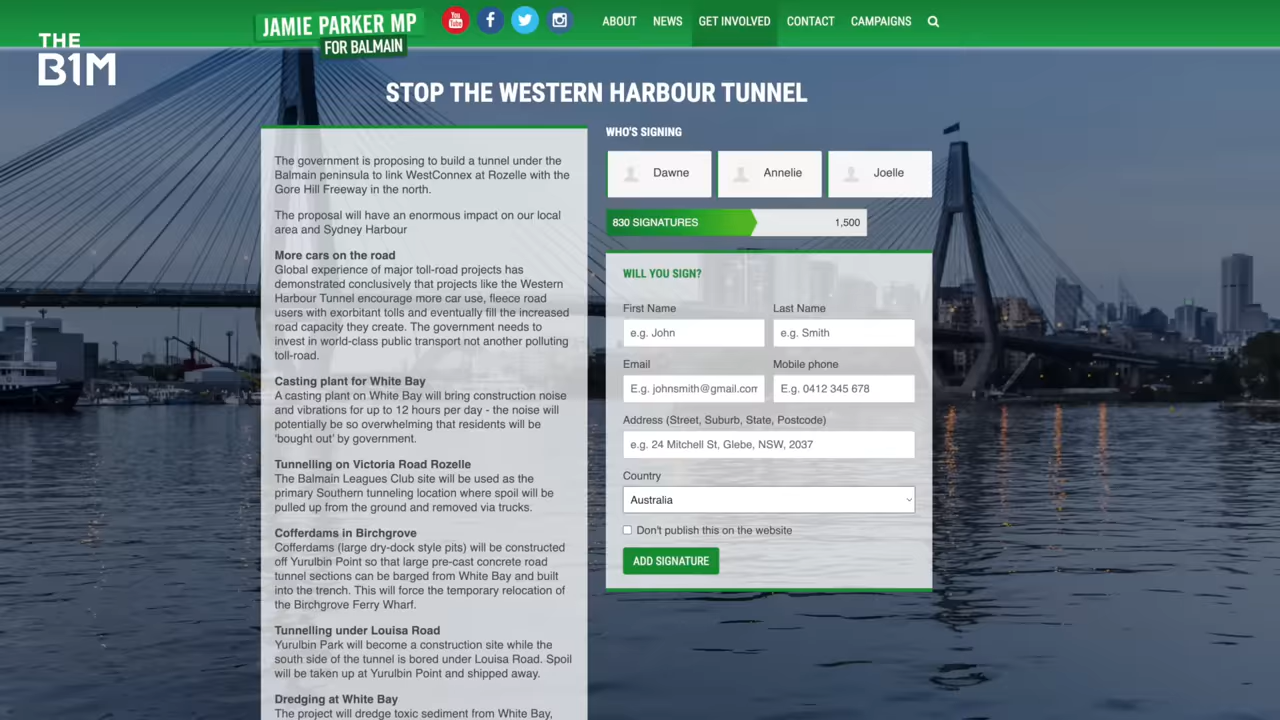 THE
B1M
JAMIE PARKER MP
FOR BALMAIN
You
Tube
ABOUT
NEWS
GET INVOLVED
CONTACT
CAMPAIGNS
STOP THE WESTERN HARBOUR TUNNEL
The government is proposing to build a tunnel under the
Balmain peninsula to link WestConnex at Rozelle with the
Gore Hill Freeway in the north.
The proposal will have an enormous impact on our local
area and Sydney Harbour
More cars on the road
Global experience of major toll-road projects has
demonstrated conclusively that projects like the Western
Harbour Tunnel encourage more car use, fleece road
users with exorbitant tolls and eventually fill the increased
road capacity they create. The government needs to
invest in world-class public transport not another polluting
toll-road.
Casting plant for White Bay
A casting plant on White Bay will bring construction noise
and vibrations for up to 12 hours per day - the noise will
potentially be so overwhelming that residents will be
'bought out' by government.
Tunnelling on Victoria Road Rozelle
The Balmain Leagues Club site will be used as the
primary Southern tunneling location where spoil will be
pulled up from the ground and removed via trucks.
Cofferdams in Birchgrove
Cofferdams (large dry-dock style pits) will be constructed
off Yurulbin Point so that large pre-cast concrete road
tunnel sections can be barged from White Bay and built
into the trench. This will force the temporary relocation of
the Birchgrove Ferry Wharf.
Tunnelling under Louisa Road
Yurulbin Park will become a construction site while the
south side of the tunnel is bored under Louisa Road. Spoil
will be taken up at Yurulbin Point and shipped away.
Dredging at White Bay
The project will dredge toxic sediment from White Bay,
WHO'S SIGNING
Dawne
Annelie
Joelle
830 SIGNATURES
1,500
WILL YOU SIGN?
First Name
Last Name
e.g. John
e.g. Smith
Email
Mobile phone
E.g. johnsmith@gmail.com
E.g. 0412 345 678
Address (Street, Suburb, State, Postcode)
e.g. 24 Mitchell St, Glebe, NSW, 2037
Country
Australia
Don't publish this on the website
ADD SIGNATURE